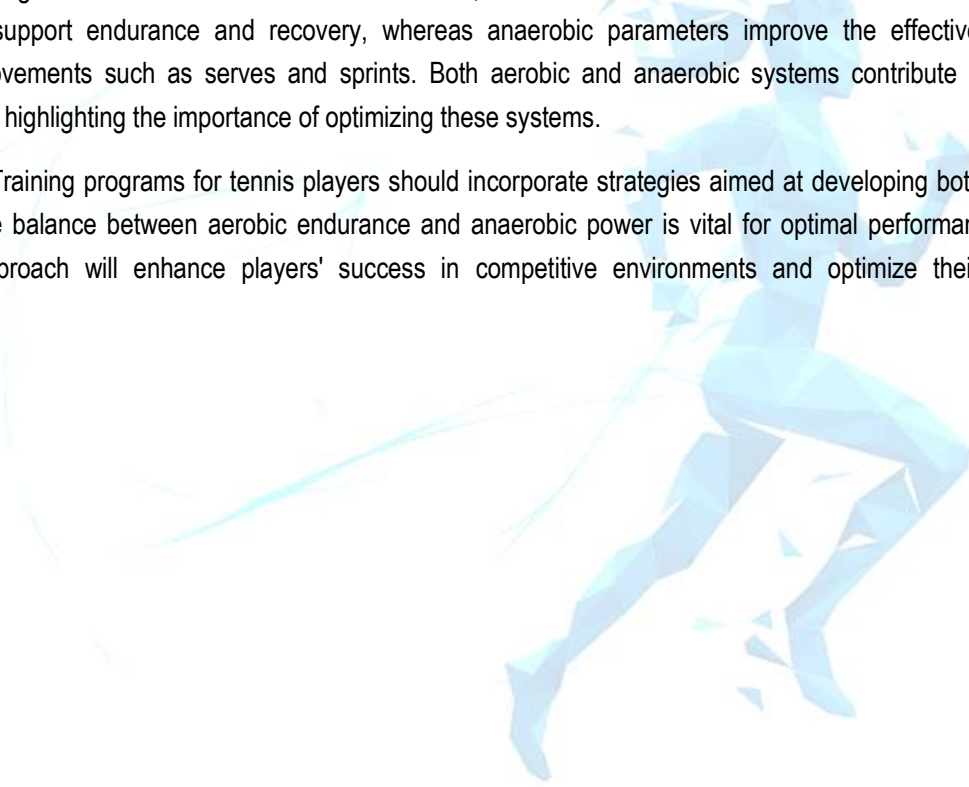 support endurance and recovery, whereas anaerobic parameters improve the effective
ovements such as serves and sprints. Both aerobic and anaerobic systems contribute
highlighting the importance of optimizing these systems.
Training programs for tennis players should incorporate strategies aimed at developing bot
e balance between aerobic endurance and anaerobic power is vital for optimal performan
proach will enhance players' success in competitive environments and optimize thei